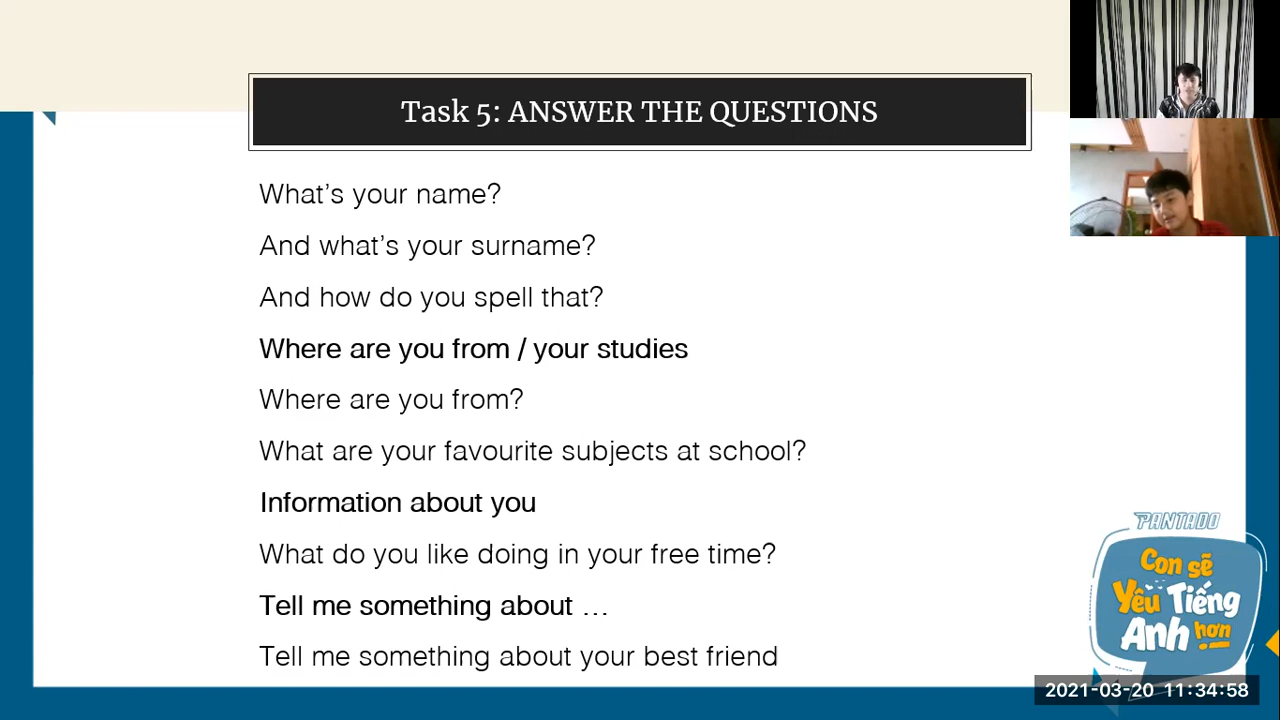 Task 5: ANSWER THE QUESTIONS
What's your name?
And what's your surname?
And how do you spell that?
Where are you from / your studies
Where are you from?
What are your favourite subjects at school?
Information about you
What do you like doing in your free time?
Tell me something about …
Tell me something about your best friend
PANTADO
Con sẽ
Yêu Tiếng
Anh hơn
2021-03-20 11:34:58